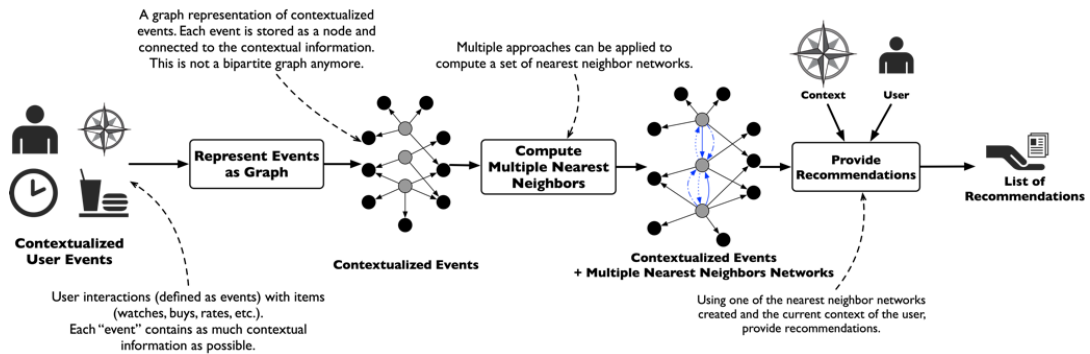 A graph representation of contextualized
events. Each event is stored as a node and
connected to the contextual information.
This is not a bipartite graph anymore.
Multiple approaches can be applied to
compute a set of nearest neighbor networks.
Context
User
Represent Events
as Graph
Compute
Multiple Nearest
Neighbors
Provide
Recommendations
List of
Recommendations
Contextualized
User Events
Contextualized Events
Contextualized Events
+ Multiple Nearest Neighbors Networks
User interactions (defined as events) with items
(watches, buys, rates, etc.).
Each “event” contains as much contextual
information as possible.
Using one of the nearest neighbor networks
created and the current context of the user,
provide recommendations.